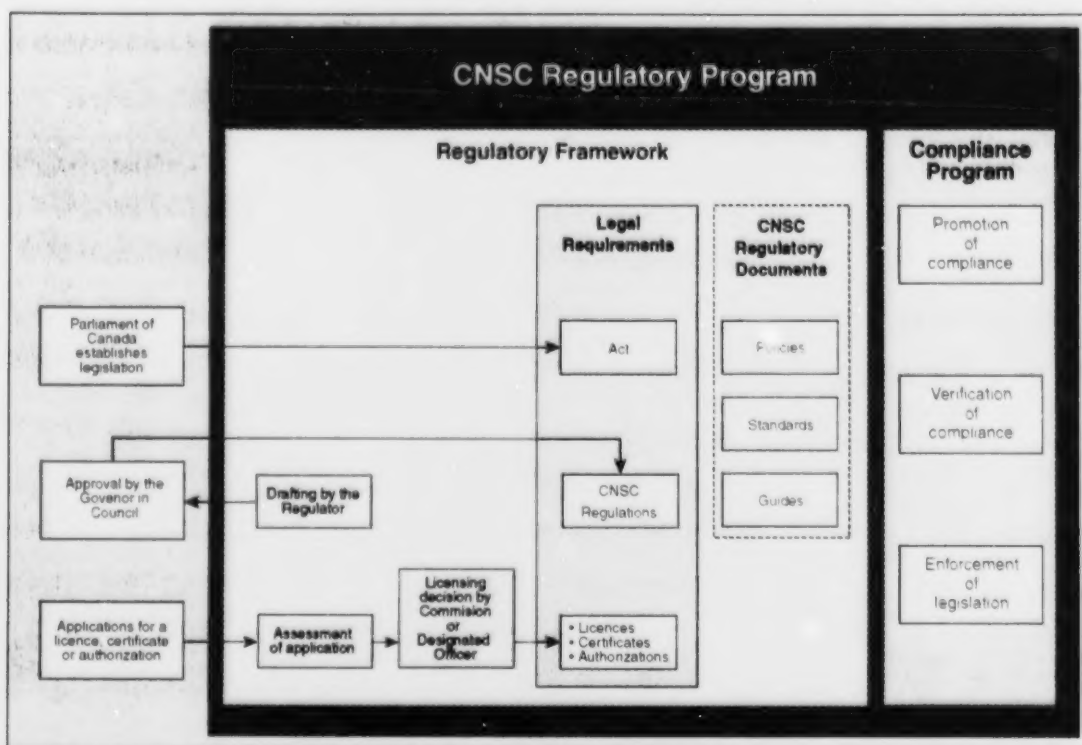 CNSC Regulatory Program
Regulatory Framework
Compliance
Program
Legal
Requirements
CNSC
Regulatory
Documents
Promotion
of
compliance
Parliament of
Canada
establishes
legislation
Act
Policies
Verification
of
compliance
Standards
Approval by the
Govenor in
Council
Drafting by the
Regulator
CNSC
Regulations
Guides
Enforcement
of
legislation
Applications for a
licence, certificate
or authorization
Assessment
of application
Licensing
decision by
Commision
or
Designated
Officer
• Licences
• Certificates
• Authorizations